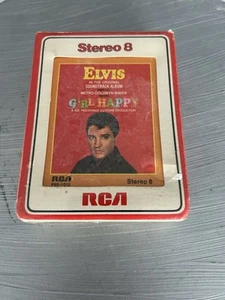 Stereo 8
ELVIS
IN THE ORIGINAL
SOUNDTRACK ALBUM
METRO-GOLDWYN-MAYER
GiRL HAPPY
RCA
Stereo 8
RCA